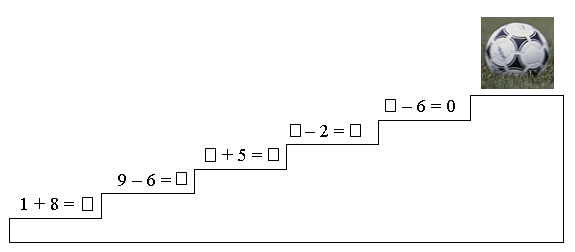 □ – 6 = 0
□ – 2 = □
□ + 5 = □
9 – 6 = □
1 + 8 = □